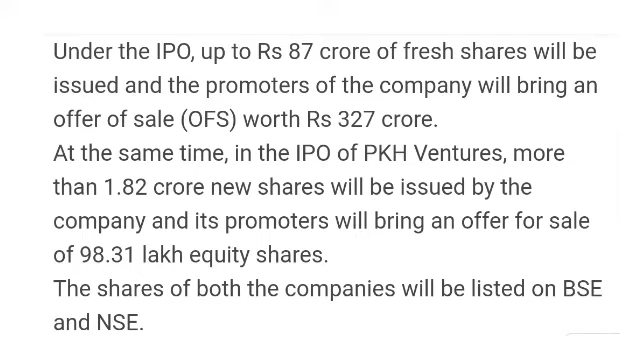 Under the IPO, up to Rs 87 crore of fresh shares will be
issued and the promoters of the company will bring an
offer of sale (OFS) worth Rs 327 crore.
At the same time, in the IPO of PKH Ventures, more
than 1.82 crore new shares will be issued by the
company and its promoters will bring an offer for sale
of 98.31 lakh equity shares.
The shares of both the companies will be listed on BSE
and NSE.